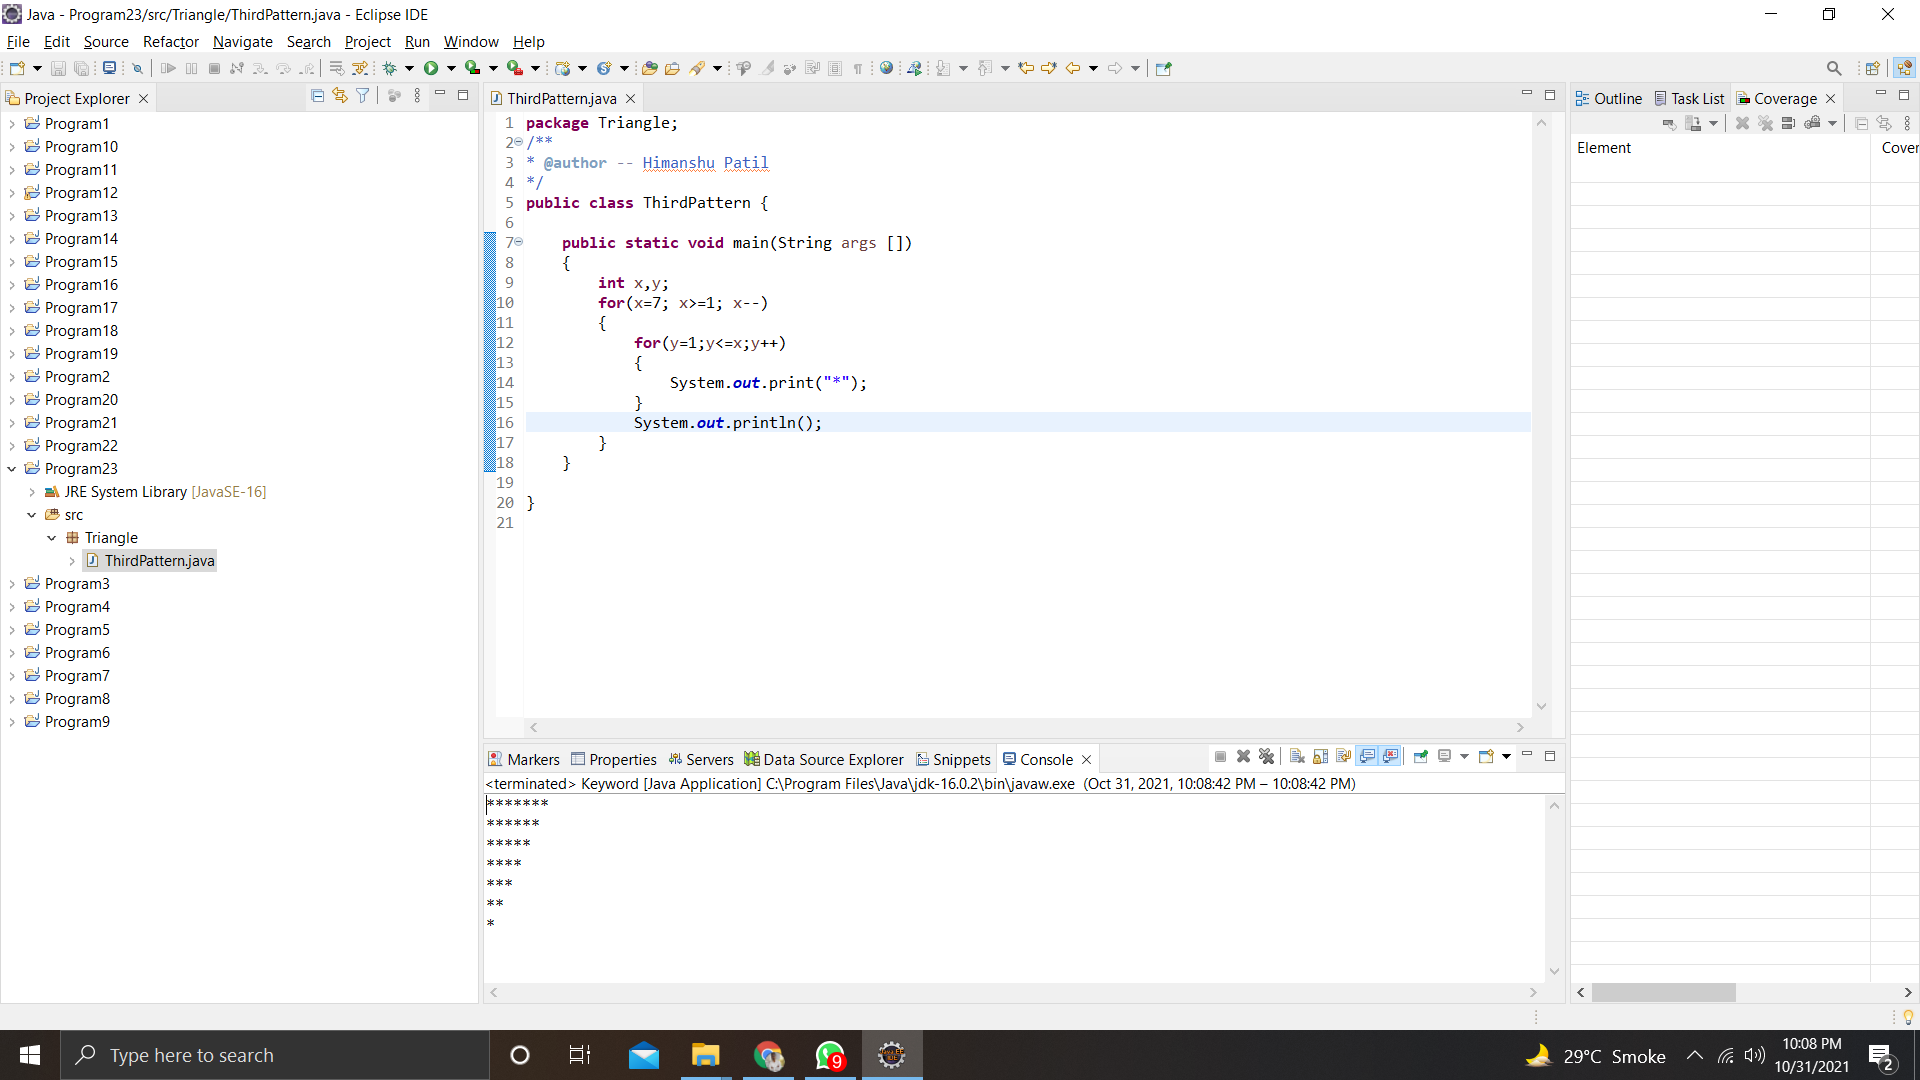 Java - Program23/src/Triangle/ThirdPattern.java - Eclipse IDE
File Edit Source Refactor Navigate Search Project Run Window Help
Project Explorer
Program1
Program10
Program11
Program12
Program13
Program14
Program15
Program16
Program17
Program18
Program19
Program2
Program20
Program21
Program22
Program23
JRE System Library [JavaSE-16]
src
Triangle
ThirdPattern.java
Program3
Program4
Program5
Program6
Program7
Program8
Program9
ThirdPattern.java
1 package Triangle;
2 /**
3 * @author -- Himanshu Patil
4 */
5 public class ThirdPattern {
6
7 public static void main(String args [])
8 {
9 int x,y;
10 for(x=7; x>=1; x--)
11 {
12 for(y=1;y<=x;y++)
13 {
14 System.out.print("*");
15 }
16 System.out.println();
17 }
18 }
19
20 }
21
Markers Properties Servers Data Source Explorer Snippets Console
<terminated> Keyword [Java Application] C:\Program Files\Java\jdk-16.0.2\bin\javaw.exe (Oct 31, 2021, 10:08:42 PM – 10:08:42 PM)
*******
******
*****
****
***
**
*
Outline Task List Coverage
Element Cover
Type here to search
9
29°C Smoke
10:08 PM
10/31/2021
2